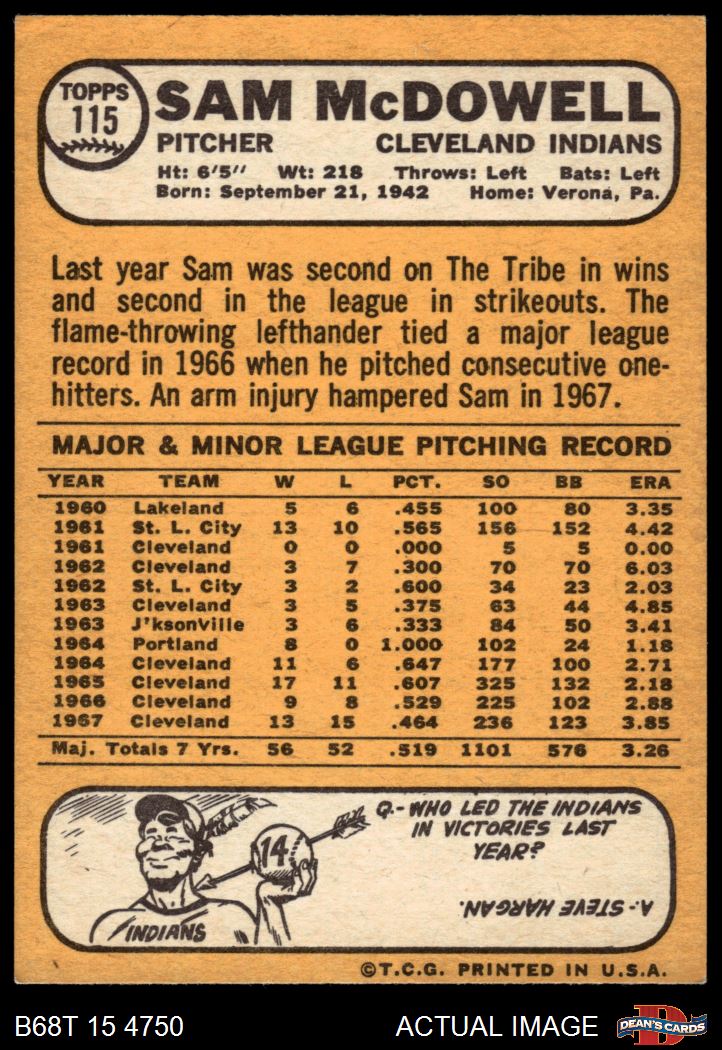 TOPPS
115
SAM McDOWELL
PITCHER CLEVELAND INDIANS
Ht: 6'5" Wt: 218 Throws: Left Bats: Left
Born: September 21, 1942 Home: Verona, Pa.
Last year Sam was second on The Tribe in wins
and second in the league in strikeouts. The
flame-throwing lefthander tied a major league
record in 1966 when he pitched consecutive one-
hitters. An arm injury hampered Sam in 1967.
MAJOR & MINOR LEAGUE PITCHING RECORD
YEAR TEAM W L PCT. SO BB ERA
1960 Lakeland 5 6 .455 100 80 3.35
1961 St. L. City 13 10 .565 156 152 4.42
1961 Cleveland 0 0 .000 5 5 0.00
1962 Cleveland 3 7 .300 70 70 6.03
1962 St. L. City 3 2 .600 34 23 2.03
1963 Cleveland 3 5 .375 63 44 4.85
1963 J'ksonville 3 6 .333 84 50 3.41
1964 Portland 8 0 1.000 102 24 1.18
1964 Cleveland 11 6 .647 177 100 2.71
1965 Cleveland 17 11 .607 325 132 2.18
1966 Cleveland 9 8 .529 225 102 2.88
1967 Cleveland 13 15 .464 236 123 3.85
Maj. Totals 7 Yrs. 56 52 .519 1101 576 3.26
Q.-WHO LED THE INDIANS
IN VICTORIES LAST
YEAR?
14
A.-STEVE HARGAN.
INDIANS
©T.C.G. PRINTED IN U.S.A.
B68T 15 4750 ACTUAL IMAGE
D
DEAN'S CARDS